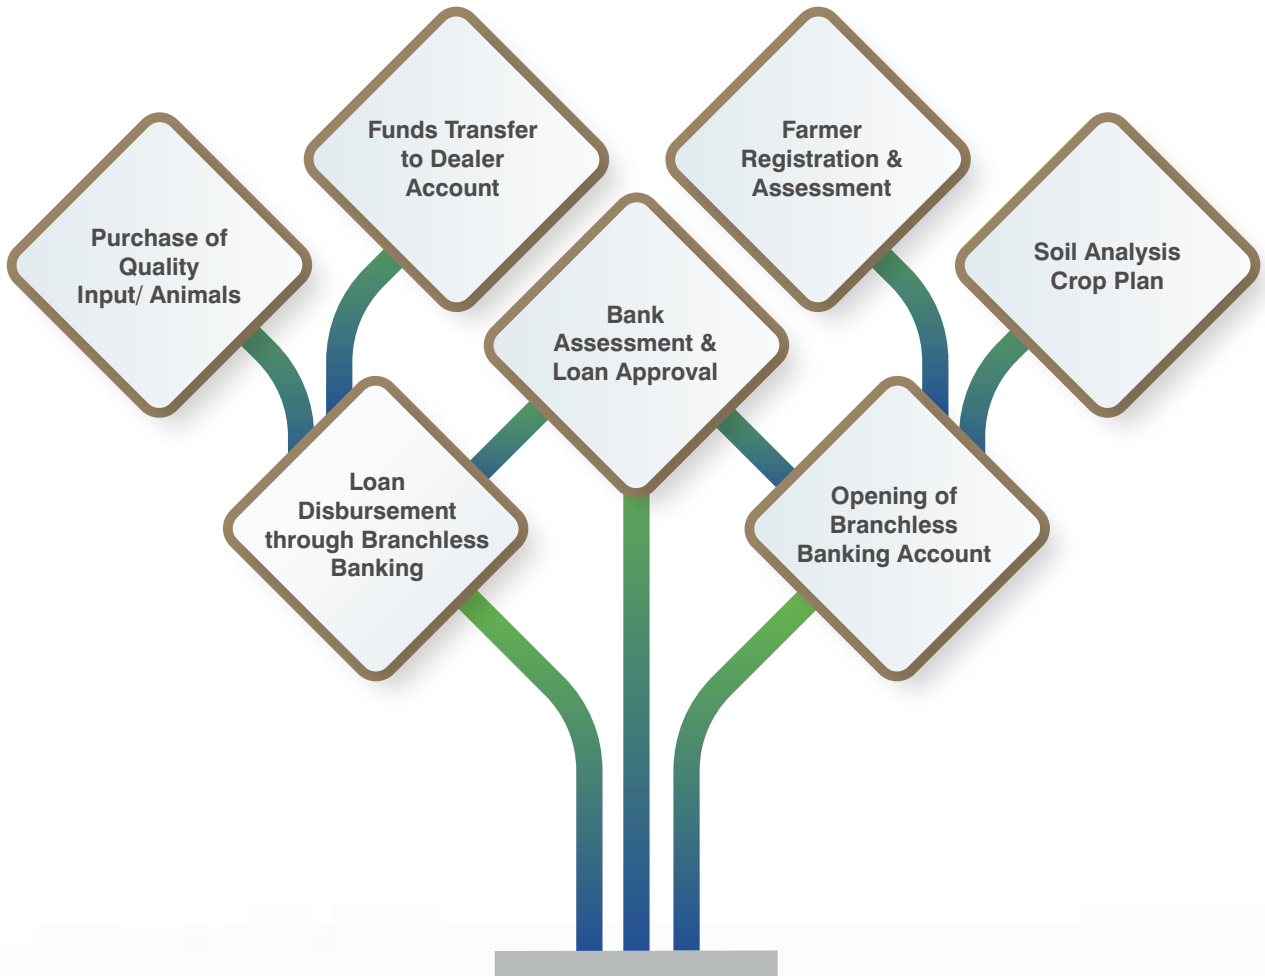 Funds Transfer
to Dealer
Account
Farmer
Registration &
Assessment
Purchase of
Quality
Input/ Animals
Soil Analysis
Crop Plan
Bank
Assessment &
Loan Approval
Loan
Disbursement
through Branchless
Banking
Opening of
Branchless
Banking Account